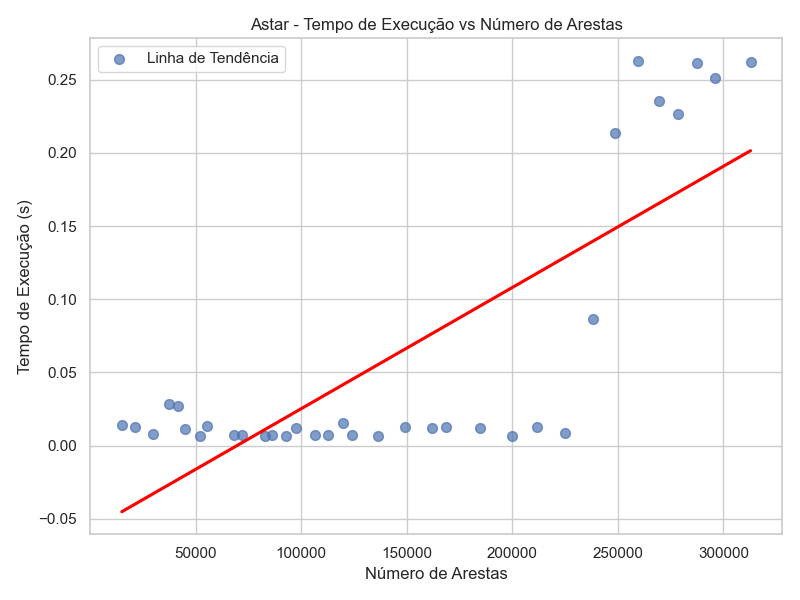 Astar - Tempo de Execução vs Número de Arestas
Linha de Tendência
0.25
0.20
0.15
0.10
0.05
0.00
−0.05
Tempo de Execução (s)
50000 100000 150000 200000 250000 300000
Número de Arestas